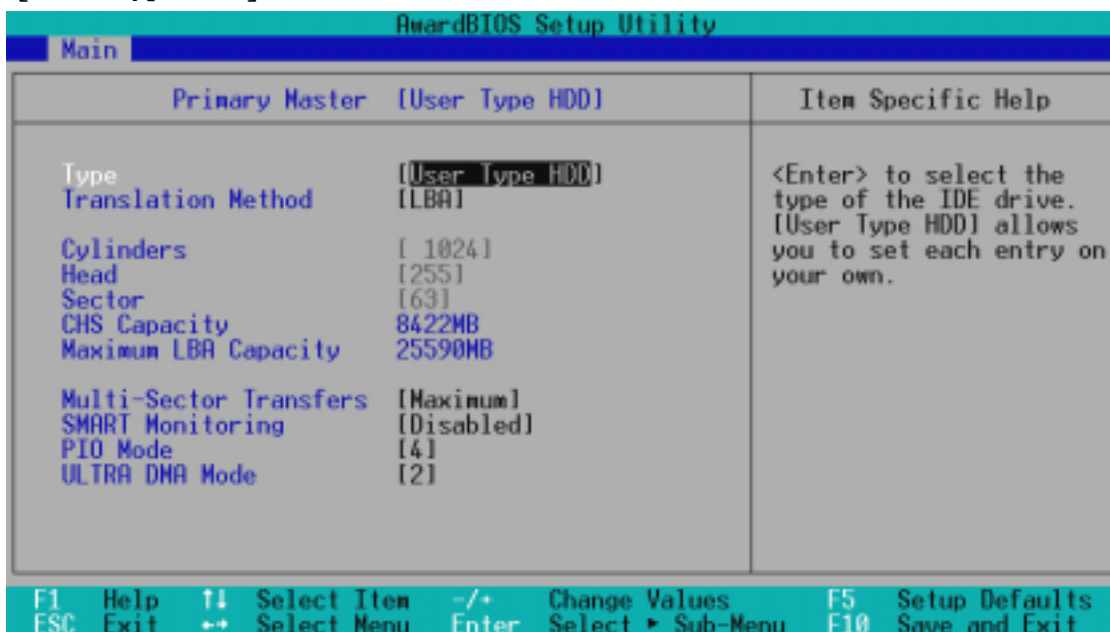 AwardBIOS Setup Utility
Main
Primary Master [User Type HDD] Item Specific Help
Type [User Type HDD] <Enter> to select the
Translation Method [LBA] type of the IDE drive.
[User Type HDD] allows
Cylinders [ 1024] you to set each entry on
Head [255] your own.
Sector [63]
CHS Capacity 8422MB
Maximum LBA Capacity 25590MB
Multi-Sector Transfers [Maximum]
SMART Monitoring [Disabled]
PIO Mode [4]
ULTRA DMA Mode [2]
F1 Help ↑↓ Select Item -/+ Change Values F5 Setup Defaults
ESC Exit ←→ Select Menu Enter Select ► Sub-Menu F10 Save and Exit